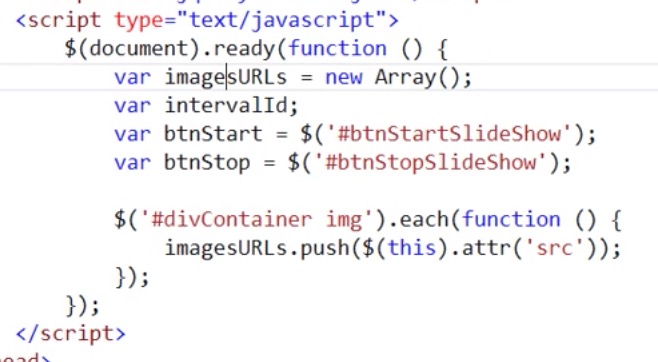 <script type="text/javascript">
$(document).ready(function () {
var imagesURLs = new Array();
var intervalId;
var btnStart = $('#btnStartSlideShow');
var btnStop = $('#btnStopSlideShow');
$('#divContainer img').each(function () {
imagesURLs.push($(this).attr('src'));
});
});
</script>